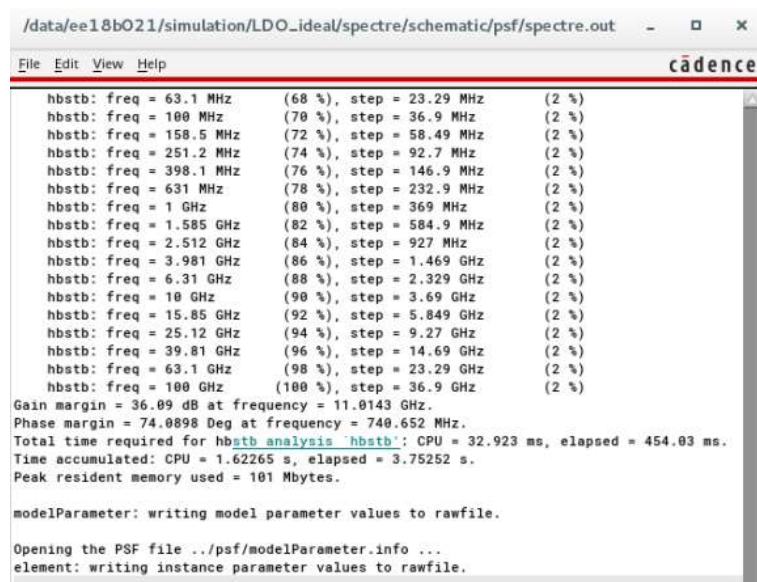 /data/ee18b021/simulation/LDO_ideal/spectre/schematic/psf/spectre.out
File Edit View Help
cādence
hbstb: freq = 63.1 MHz (68 %), step = 23.29 MHz (2 %)
hbstb: freq = 100 MHz (70 %), step = 36.9 MHz (2 %)
hbstb: freq = 158.5 MHz (72 %), step = 58.49 MHz (2 %)
hbstb: freq = 251.2 MHz (74 %), step = 92.7 MHz (2 %)
hbstb: freq = 398.1 MHz (76 %), step = 146.9 MHz (2 %)
hbstb: freq = 631 MHz (78 %), step = 232.9 MHz (2 %)
hbstb: freq = 1 GHz (80 %), step = 369 MHz (2 %)
hbstb: freq = 1.585 GHz (82 %), step = 584.9 MHz (2 %)
hbstb: freq = 2.512 GHz (84 %), step = 927 MHz (2 %)
hbstb: freq = 3.981 GHz (86 %), step = 1.469 GHz (2 %)
hbstb: freq = 6.31 GHz (88 %), step = 2.329 GHz (2 %)
hbstb: freq = 10 GHz (90 %), step = 3.69 GHz (2 %)
hbstb: freq = 15.85 GHz (92 %), step = 5.849 GHz (2 %)
hbstb: freq = 25.12 GHz (94 %), step = 9.27 GHz (2 %)
hbstb: freq = 39.81 GHz (96 %), step = 14.69 GHz (2 %)
hbstb: freq = 63.1 GHz (98 %), step = 23.29 GHz (2 %)
hbstb: freq = 100 GHz (100 %), step = 36.9 GHz (2 %)
Gain margin = 36.09 dB at frequency = 11.0143 GHz.
Phase margin = 74.0898 Deg at frequency = 740.652 MHz.
Total time required for hbstb analysis `hbstb': CPU = 32.923 ms, elapsed = 454.03 ms.
Time accumulated: CPU = 1.62265 s, elapsed = 3.75252 s.
Peak resident memory used = 101 Mbytes.
modelParameter: writing model parameter values to rawfile.
Opening the PSF file ../psf/modelParameter.info ...
element: writing instance parameter values to rawfile.